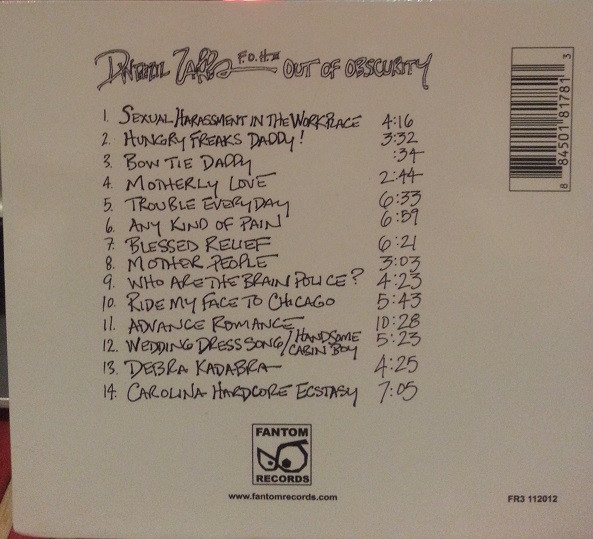 DWEEZIL ZAPPA F.O.H. III OUT OF OBSCURITY
1. SEXUAL HARASSMENT IN THE WORKPLACE 4:16
2. HUNGRY FREAKS DADDY! 3:32
3. BOW TIE DADDY :34
4. MOTHERLY LOVE 2:44
5. TROUBLE EVERYDAY 6:33
6. ANY KIND OF PAIN 6:59
7. BLESSED RELIEF 6:21
8. MOTHER PEOPLE 3:03
9. WHO ARE THE BRAIN POLICE? 4:23
10. RIDE MY FACE TO CHICAGO 5:43
11. ADVANCE ROMANCE 10:28
12. WEDDING DRESS SONG/HANDSOME CABIN BOY 5:23
13. DEBRA KADABRA 4:25
14. CAROLINA HARDCORE ECSTASY 7:05
8 84501 81781 3
FANTOM
RECORDS
www.fantomrecords.com
FR3 112012